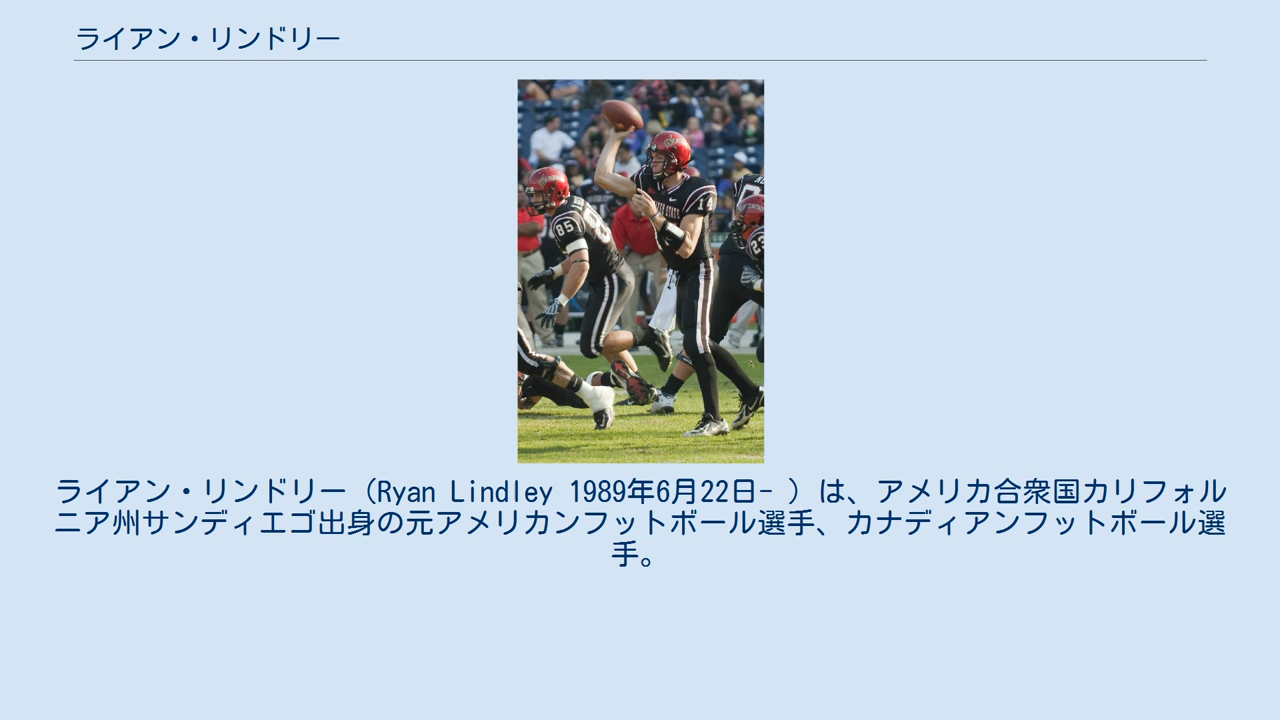 ライアン・リンドリー
85
14
23
ライアン・リンドリー（Ryan Lindley 1989年6月22日- ）は、アメリカ合衆国カリフォル
ニア州サンディエゴ出身の元アメリカンフットボール選手、カナディアンフットボール選
手。